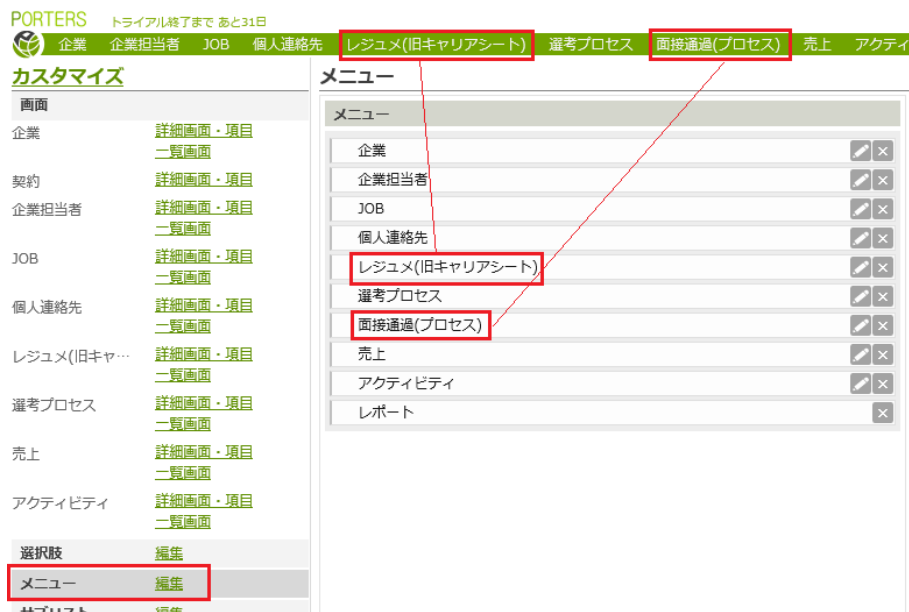 PORTERS トライアル終了まで あと31日
企業 企業担当者 JOB 個人連絡先 レジュメ(旧キャリアシート) 選考プロセス 面接通過(プロセス) 売上 アクティ
カスタマイズ
画面
企業 詳細画面・項目
一覧画面
契約 詳細画面・項目
企業担当者 詳細画面・項目
一覧画面
JOB 詳細画面・項目
一覧画面
個人連絡先 詳細画面・項目
一覧画面
レジュメ(旧キャ… 詳細画面・項目
一覧画面
選考プロセス 詳細画面・項目
一覧画面
売上 詳細画面・項目
一覧画面
アクティビティ 詳細画面・項目
一覧画面
選択肢 編集
メニュー 編集
サブリスト 編集
メニュー
メニュー
企業
企業担当者
JOB
個人連絡先
レジュメ(旧キャリアシート)
選考プロセス
面接通過(プロセス)
売上
アクティビティ
レポート